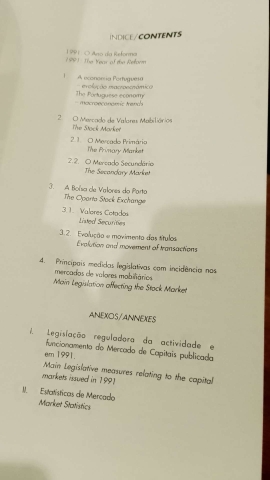 INDICE/CONTENTS
1991: O Ano da Reforma
1991: The Year of the Reform
1. A economia Portuguesa
- evolução macroeconómica
The Portuguese economy
- macroeconomic trends
2. O Mercado de Valores Mobiliários
The Stock Market
2.1. O Mercado Primário
The Primary Market
2.2. O Mercado Secundário
The Secondary Market
3. A Bolsa de Valores do Porto
The Oporto Stock Exchange
3.1. Valores Cotados
Listed Securities
3.2 Evolução e movimento dos títulos
Evolution and movement of transactions
4. Principais medidas legislativas com incidência nos
mercados de valores mobiliários
Main Legislation affecting the Stock Market
ANEXOS/ANNEXES
I. Legislação reguladora da actividade e
funcionamento do Mercado de Capitais publicada
em 1991.
Main Legislative measures relating to the capital
markets issued in 1991
II. Estatísticas de Mercado
Market Statistics